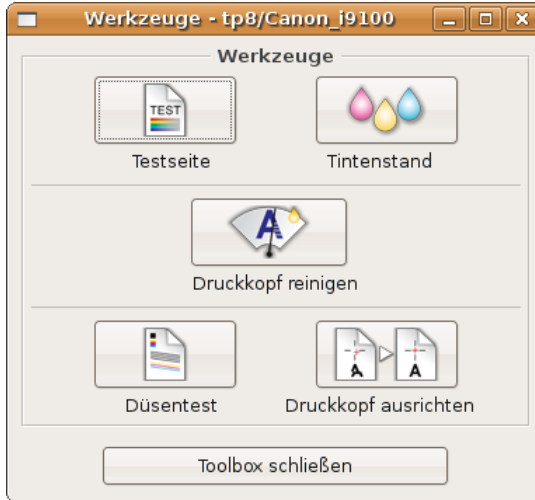 Werkzeuge - tp8/Canon_i9100
Werkzeuge
TEST
Testseite
Tintenstand
A
Druckkopf reinigen
A A
Düsentest
Druckkopf ausrichten
Toolbox schließen